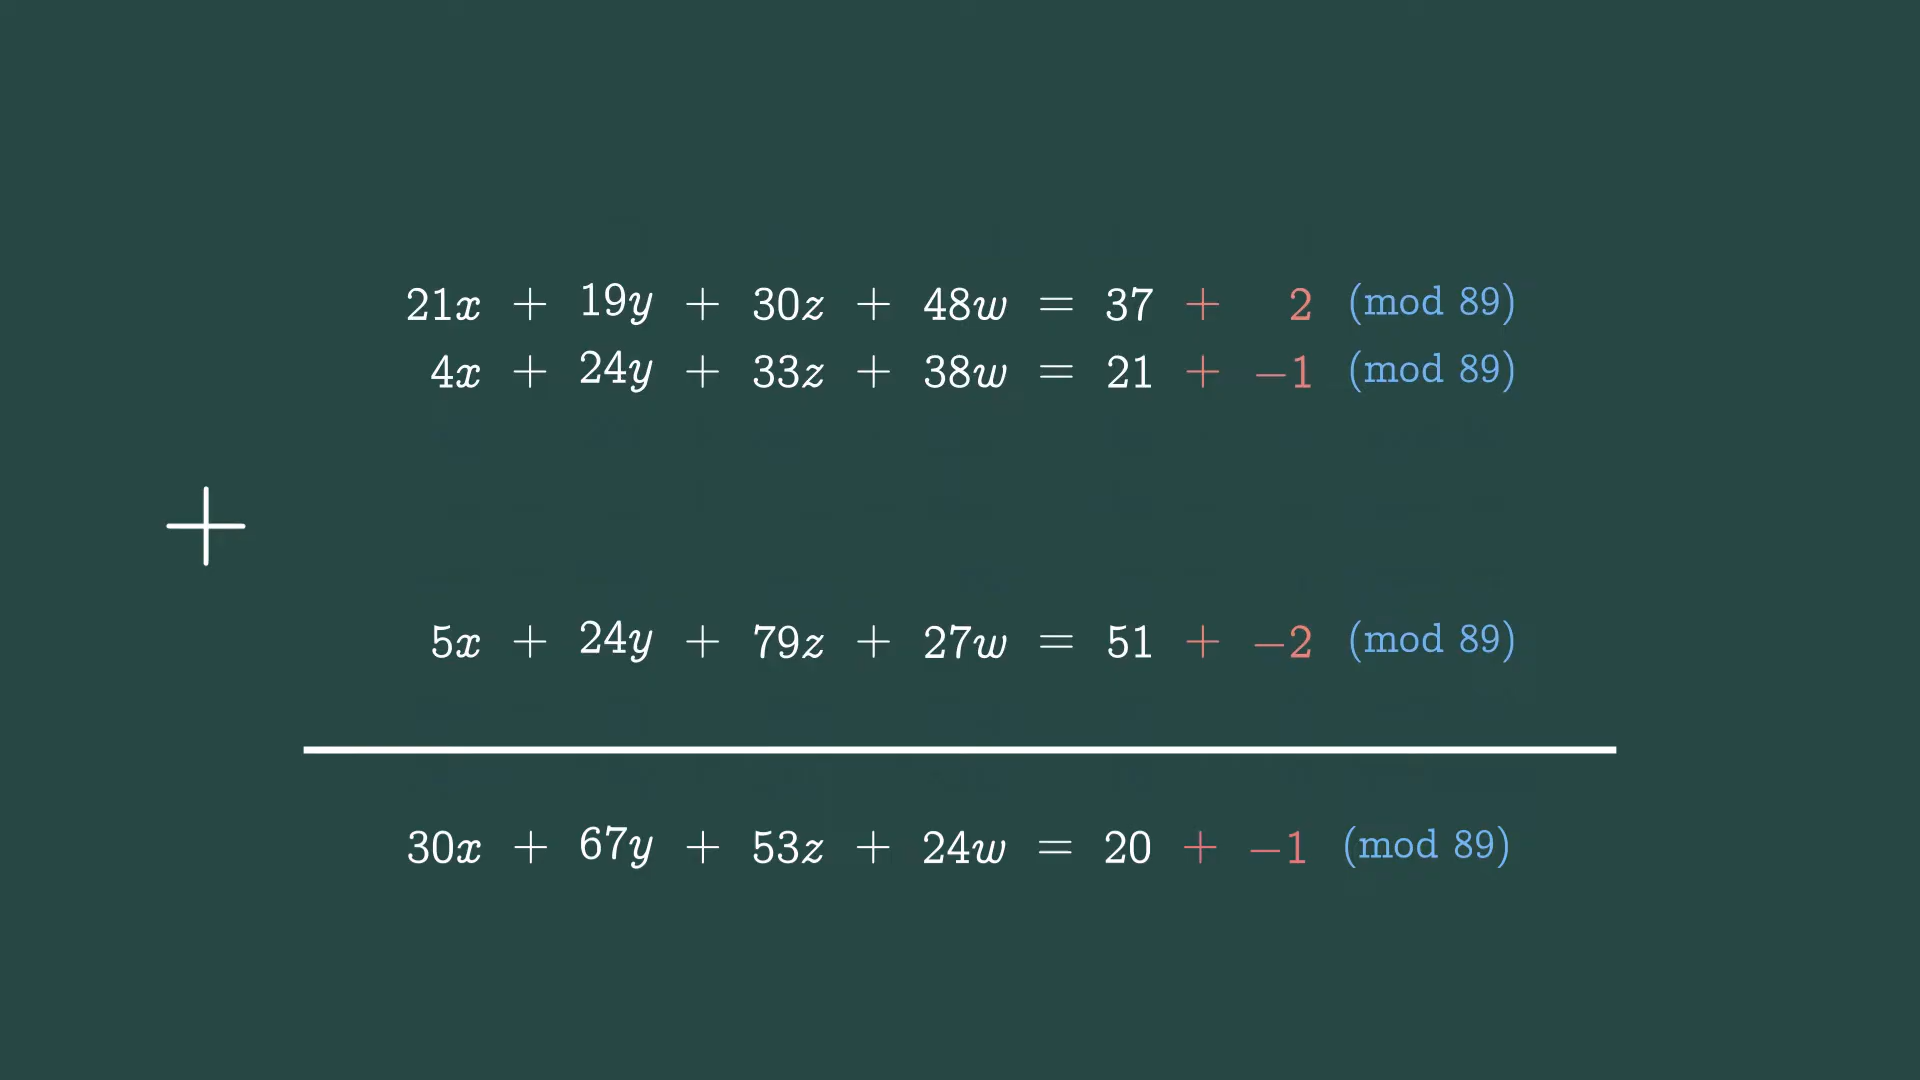 21x + 19y + 30z + 48w = 37 + 2 (mod 89)
4x + 24y + 33z + 38w = 21 + −1 (mod 89)
+
5x + 24y + 79z + 27w = 51 + −2 (mod 89)
30x + 67y + 53z + 24w = 20 + −1 (mod 89)